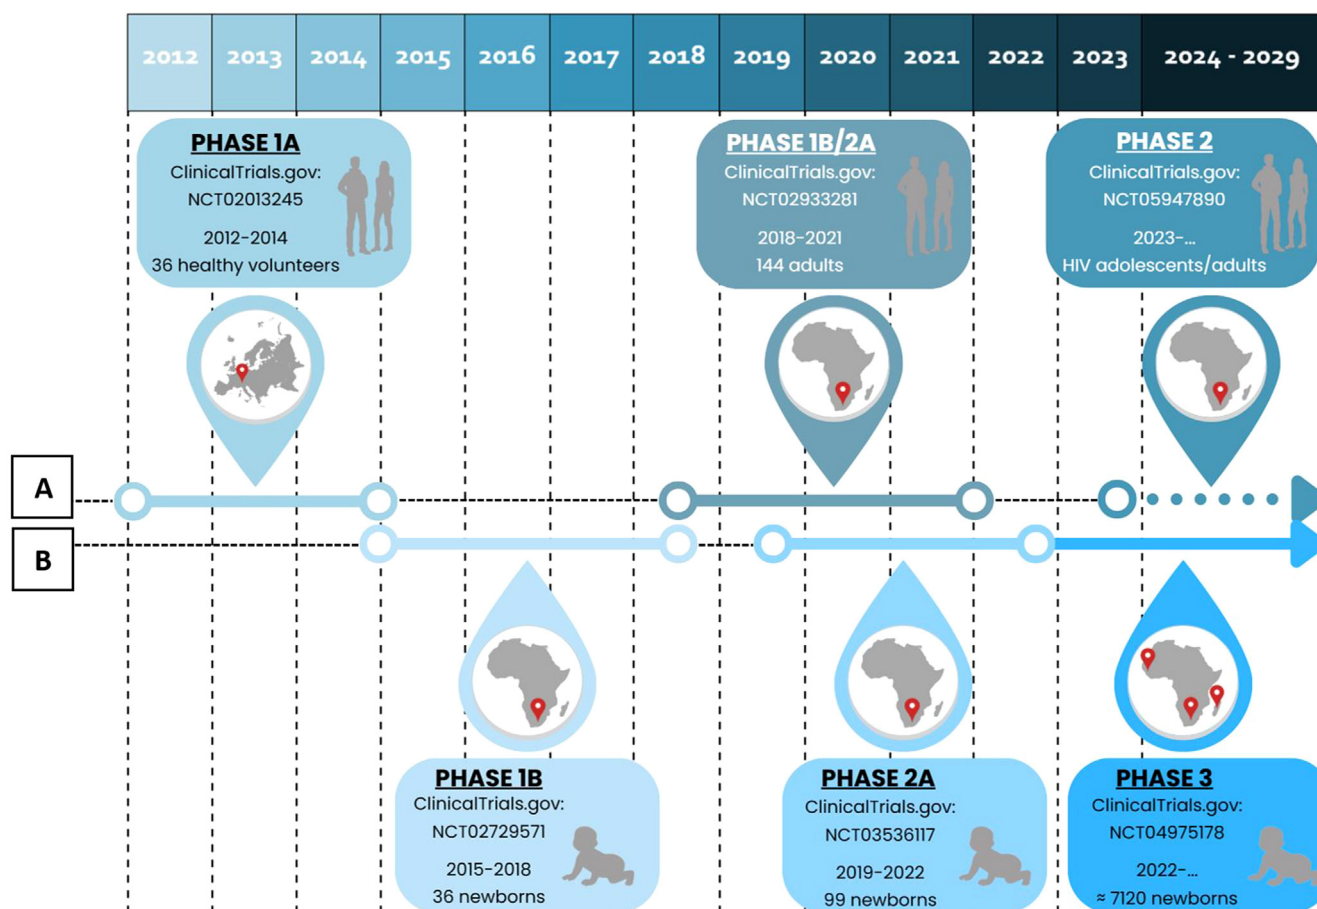 2012 2013 2014 2015 2016 2017 2018 2019 2020 2021 2022 2023 2024 - 2029
PHASE 1A
ClinicalTrials.gov:
NCT02013245
2012-2014
36 healthy volunteers
PHASE 1B/2A
ClinicalTrials.gov:
NCT02933281
2018-2021
144 adults
PHASE 2
ClinicalTrials.gov:
NCT05947890
2023-...
HIV adolescents/adults
A
B
PHASE 1B
ClinicalTrials.gov:
NCT02729571
2015-2018
36 newborns
PHASE 2A
ClinicalTrials.gov:
NCT03536117
2019-2022
99 newborns
PHASE 3
ClinicalTrials.gov:
NCT04975178
2022-...
≈ 7120 newborns